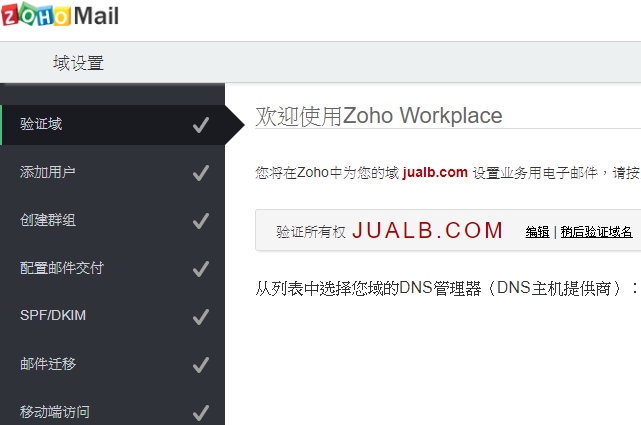 ZOHO Mail
域设置
验证域
添加用户
创建群组
配置邮件交付
SPF/DKIM
邮件迁移
移动端访问
欢迎使用Zoho Workplace
您将在Zoho中为您的域 jualb.com 设置业务用电子邮件，请按
验证所有权 JUALB.COM 编辑 | 稍后验证域名
从列表中选择您域的DNS管理器（DNS主机提供商）：